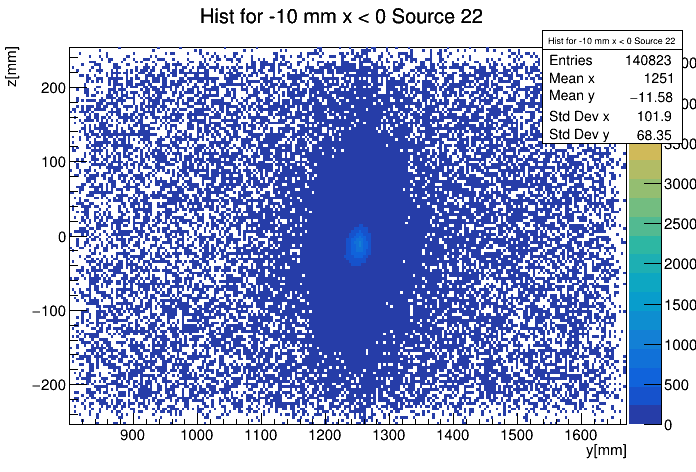 Hist for -10 mm x < 0 Source 22
Hist for -10 mm x < 0 Source 22
Entries 140823
Mean x 1251
Mean y −11.58
Std Dev x 101.9
Std Dev y 68.35
z[mm]
200
100
0
−100
−200
900 1000 1100 1200 1300 1400 1500 1600
y[mm]
3000
2500
2000
1500
1000
500
0